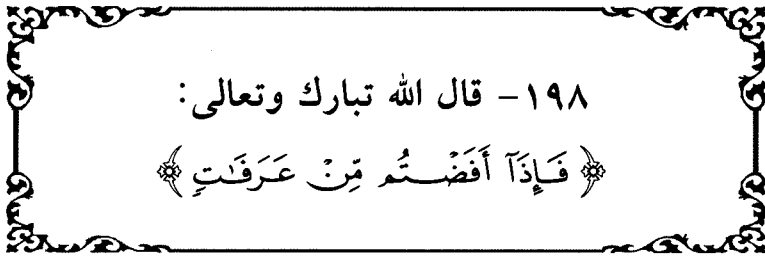 ١٩٨- قال الله تبارك وتعالى:
﴿فَإِذَآ أَفَضْتُم مِّنْ عَرَفَٰتٍ﴾